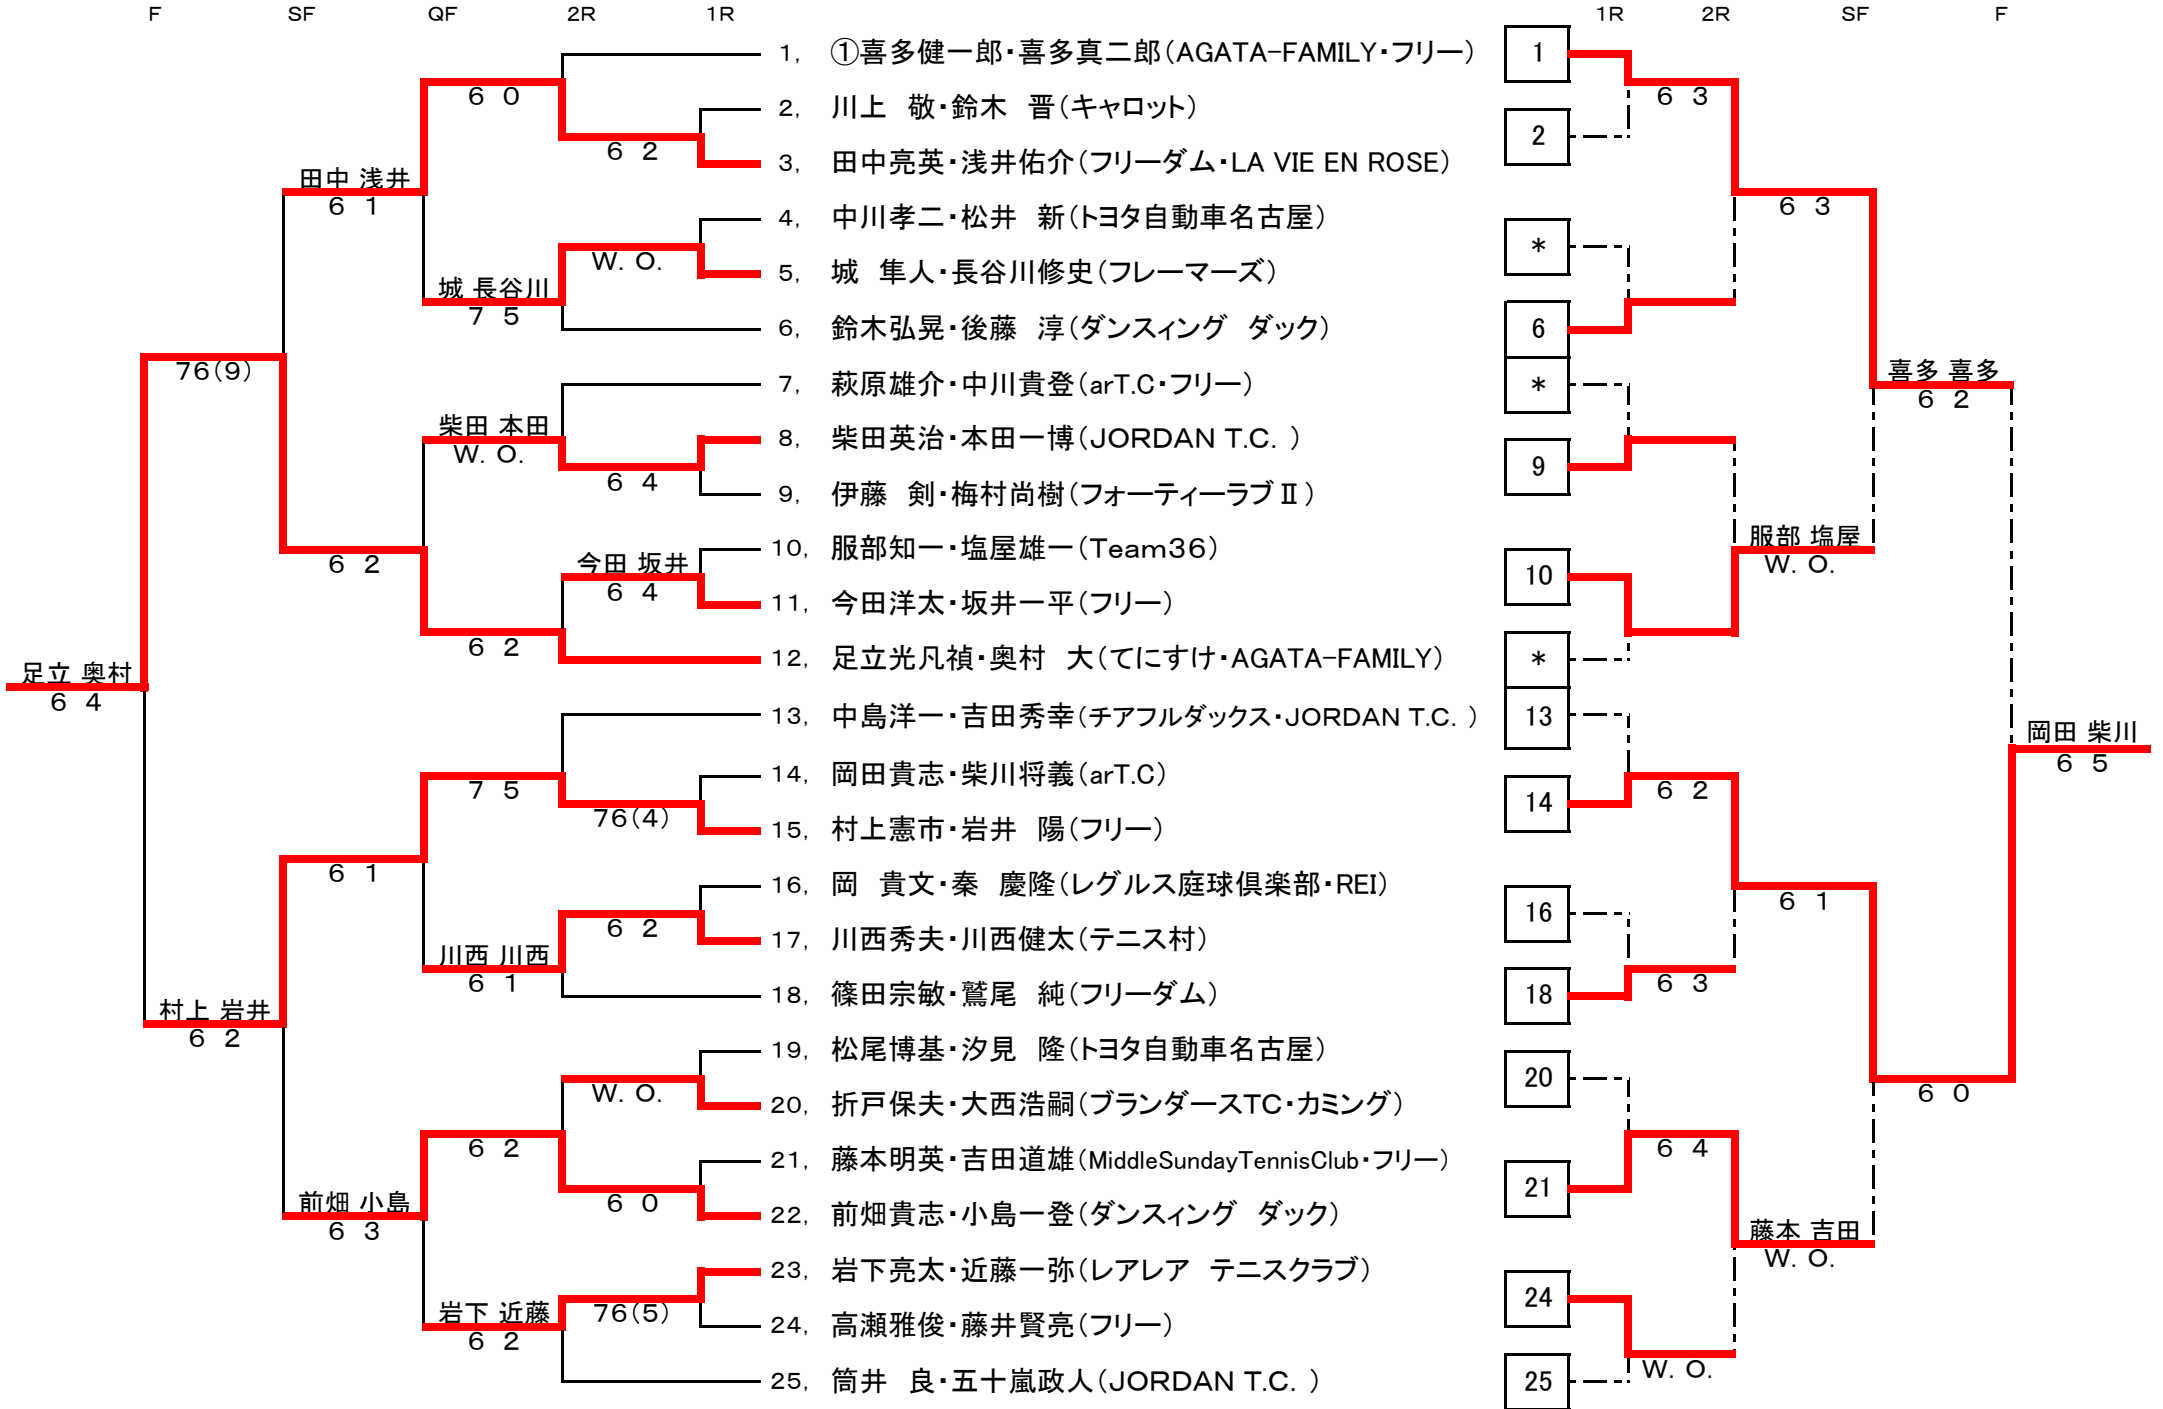 F SF QF 2R 1R 1R 2R SF F
1, ①喜多健一郎・喜多真二郎(AGATA-FAMILY・フリー) 1
6 0 6 3
2, 川上 敬・鈴木 晋(キャロット) 2
6 2
3, 田中亮英・浅井佑介(フリーダム・LA VIE EN ROSE)
田中 浅井
6 1 6 3
4, 中川孝二・松井 新(トヨタ自動車名古屋) *
W. O.
5, 城 隼人・長谷川修史(フレーマーズ)
城 長谷川
7 5
6, 鈴木弘晃・後藤 淳(ダンスィング ダック) 6
76(9) 喜多 喜多
7, 萩原雄介・中川貴登(arT.C・フリー) * 6 2
柴田 本田
W. O.
8, 柴田英治・本田一博(JORDAN T.C. )
6 4 9
9, 伊藤 剣・梅村尚樹(フォーティーラブⅡ)
服部 塩屋
10, 服部知一・塩屋雄一(Team36) W. O.
6 2 今田 坂井 10
6 4
11, 今田洋太・坂井一平(フリー)
6 2
12, 足立光凡禎・奥村 大(てにすけ・AGATA-FAMILY) *
足立 奥村
6 4
13, 中島洋一・吉田秀幸(チアフルダックス・JORDAN T.C. ) 13
岡田 柴川
6 5
14, 岡田貴志・柴川将義(arT.C)
7 5 6 2
76(4) 14
15, 村上憲市・岩井 陽(フリー)
6 1
16, 岡 貴文・秦 慶隆(レグルス庭球倶楽部・REI) 6 1
6 2 16
17, 川西秀夫・川西健太(テニス村)
川西 川西
6 1 6 3
18, 篠田宗敏・鷲尾 純(フリーダム) 18
村上 岩井
6 2
19, 松尾博基・汐見 隆(トヨタ自動車名古屋)
W. O. 20 6 0
20, 折戸保夫・大西浩嗣(ブランダースTC・カミング)
6 2 6 4
21, 藤本明英・吉田道雄(MiddleSundayTennisClub・フリー)
前畑 小島 6 0 21
22, 前畑貴志・小島一登(ダンスィング ダック)
6 3 藤本 吉田
W. O.
23, 岩下亮太・近藤一弥(レアレア テニスクラブ)
岩下 近藤 76(5) 24
24, 高瀬雅俊・藤井賢亮(フリー)
6 2 W. O.
25, 筒井 良・五十嵐政人(JORDAN T.C. ) 25